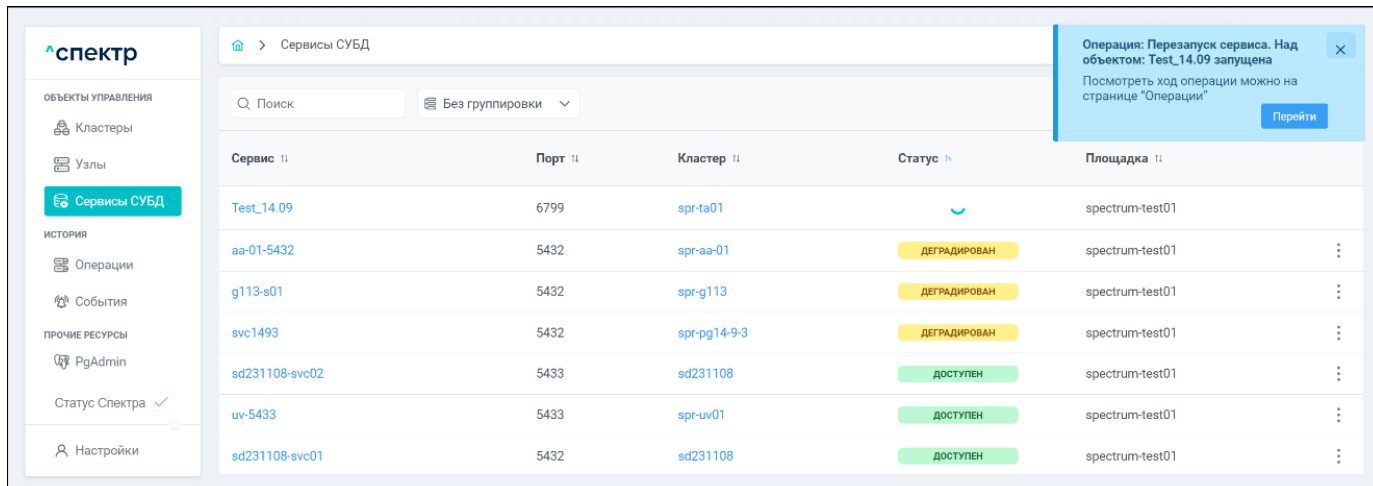 ^спектр
ОБЪЕКТЫ УПРАВЛЕНИЯ
Кластеры
Узлы
Сервисы СУБД
ИСТОРИЯ
Операции
События
ПРОЧИЕ РЕСУРСЫ
PgAdmin
Статус Спектра
Настройки
> Сервисы СУБД
Поиск Без группировки
Операция: Перезапуск сервиса. Над
объектом: Test_14.09 запущена
Посмотреть ход операции можно на
странице "Операции"
Перейти
Сервис Порт Кластер Статус Площадка
Test_14.09 6799 spr-ta01 spectrum-test01
aa-01-5432 5432 spr-aa-01 ДЕГРАДИРОВАН spectrum-test01
g113-s01 5432 spr-g113 ДЕГРАДИРОВАН spectrum-test01
svc1493 5432 spr-pg14-9-3 ДЕГРАДИРОВАН spectrum-test01
sd231108-svc02 5433 sd231108 ДОСТУПЕН spectrum-test01
uv-5433 5433 spr-uv01 ДОСТУПЕН spectrum-test01
sd231108-svc01 5432 sd231108 ДОСТУПЕН spectrum-test01